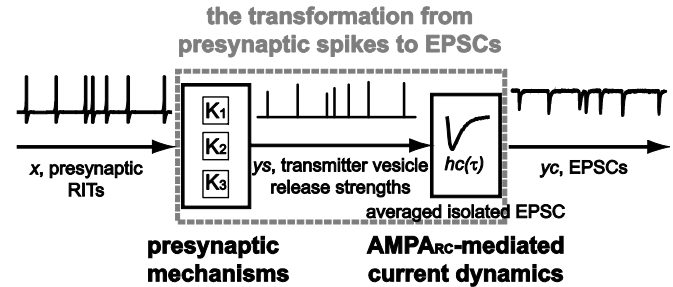 the transformation from
presynaptic spikes to EPSCs
K1
K2
K3
hc(τ)
x, presynaptic
RITs
ys, transmitter vesicle
release strengths
yc, EPSCs
averaged isolated EPSC
presynaptic
mechanisms
AMPARC-mediated
current dynamics